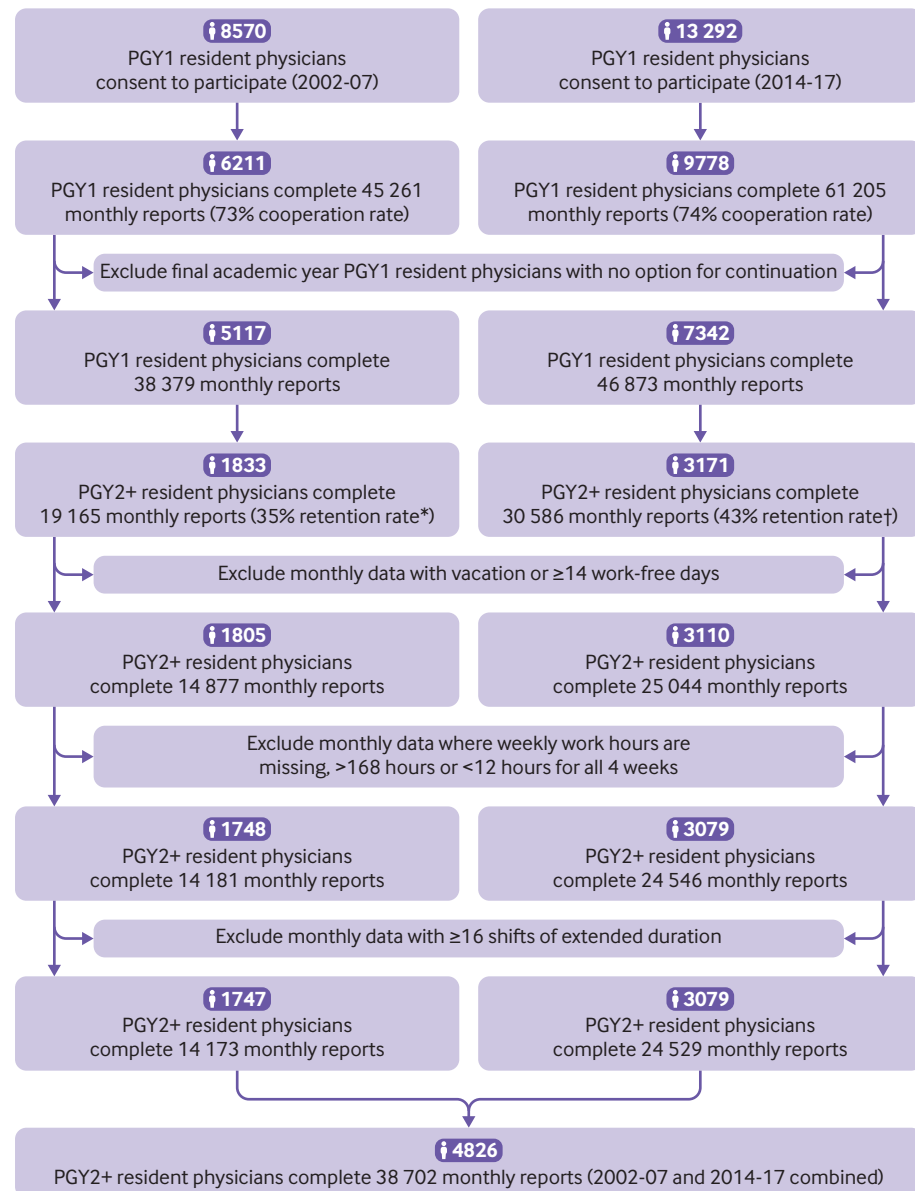 8570
PGY1 resident physicians
consent to participate (2002-07)
13 292
PGY1 resident physicians
consent to participate (2014-17)
6211
PGY1 resident physicians complete 45 261
monthly reports (73% cooperation rate)
9778
PGY1 resident physicians complete 61 205
monthly reports (74% cooperation rate)
Exclude final academic year PGY1 resident physicians with no option for continuation
5117
PGY1 resident physicians complete
38 379 monthly reports
7342
PGY1 resident physicians complete
46 873 monthly reports
1833
PGY2+ resident physicians complete
19 165 monthly reports (35% retention rate*)
3171
PGY2+ resident physicians complete
30 586 monthly reports (43% retention rate†)
Exclude monthly data with vacation or ≥14 work-free days
1805
PGY2+ resident physicians
complete 14 877 monthly reports
3110
PGY2+ resident physicians
complete 25 044 monthly reports
Exclude monthly data where weekly work hours are
missing, >168 hours or <12 hours for all 4 weeks
1748
PGY2+ resident physicians
complete 14 181 monthly reports
3079
PGY2+ resident physicians
complete 24 546 monthly reports
Exclude monthly data with ≥16 shifts of extended duration
1747
PGY2+ resident physicians
complete 14 173 monthly reports
3079
PGY2+ resident physicians
complete 24 529 monthly reports
4826
PGY2+ resident physicians complete 38 702 monthly reports (2002-07 and 2014-17 combined)